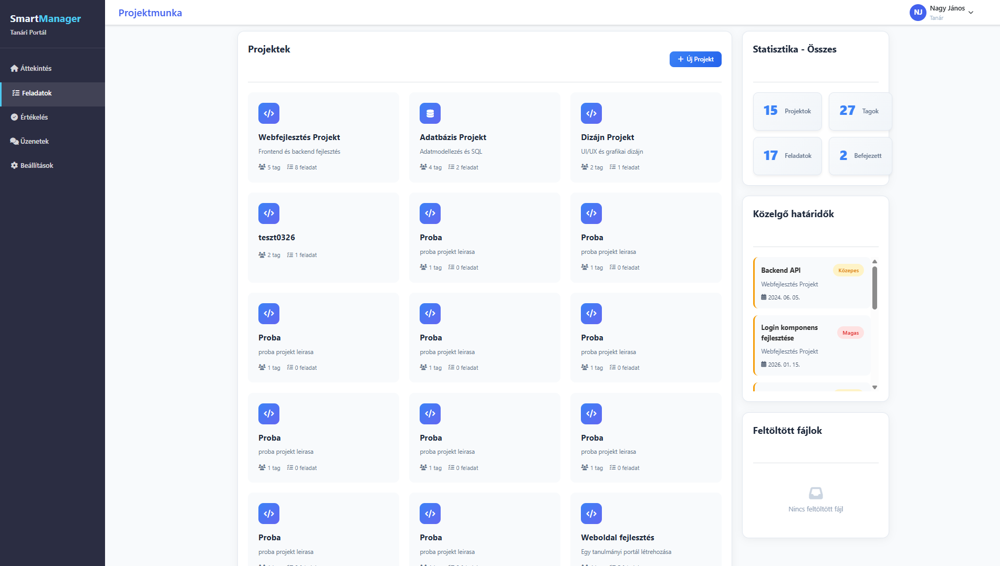 SmartManager
Tanári Portál
Áttekintés
Feladatok
Értékelés
Üzenetek
Beállítások
Projektmunka
NJ
Nagy János
Tanár
Projektek
+ Új Projekt
Webfejlesztés Projekt
Frontend és backend fejlesztés
5 tag 8 feladat
Adatbázis Projekt
Adatmodellezés és SQL
4 tag 2 feladat
Dizájn Projekt
UI/UX és grafikai dizájn
2 tag 1 feladat
teszt0326
2 tag 1 feladat
Proba
proba projekt leirasa
1 tag 0 feladat
Proba
proba projekt leirasa
1 tag 0 feladat
Proba
proba projekt leirasa
1 tag 0 feladat
Proba
proba projekt leirasa
1 tag 0 feladat
Proba
proba projekt leirasa
1 tag 0 feladat
Proba
proba projekt leirasa
1 tag 0 feladat
Proba
proba projekt leirasa
1 tag 0 feladat
Proba
proba projekt leirasa
1 tag 0 feladat
Proba
proba projekt leirasa
Proba
proba projekt leirasa
Weboldal fejlesztés
Egy tanulmányi portál létrehozása
Statisztika - Összes
15 Projektok
27 Tagok
17 Feladatok
2 Befejezett
Közelgő határidők
Backend API
Közepes
Webfejlesztés Projekt
2024. 06. 05.
Login komponens
fejlesztése
Magas
Webfejlesztés Projekt
2026. 01. 15.
Feltöltött fájlok
Nincs feltöltött fájl